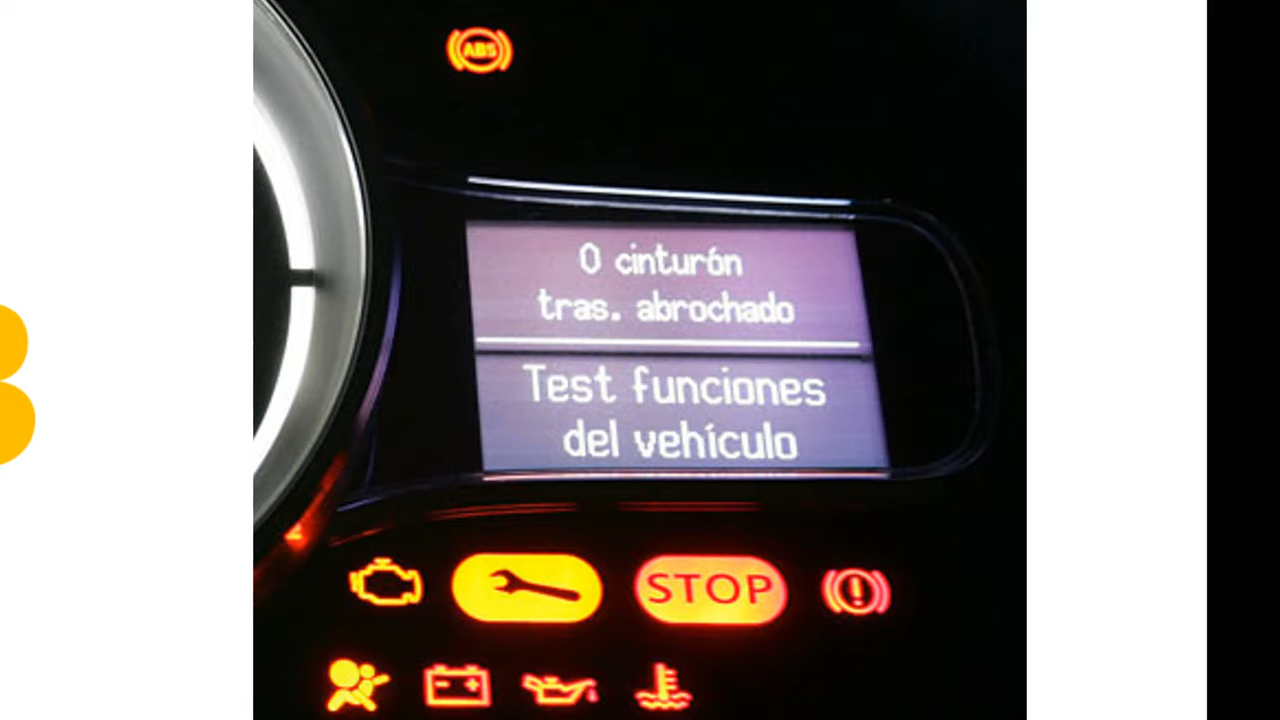 ABS
0 cinturón
tras. abrochado
Test funciones
del vehículo
STOP